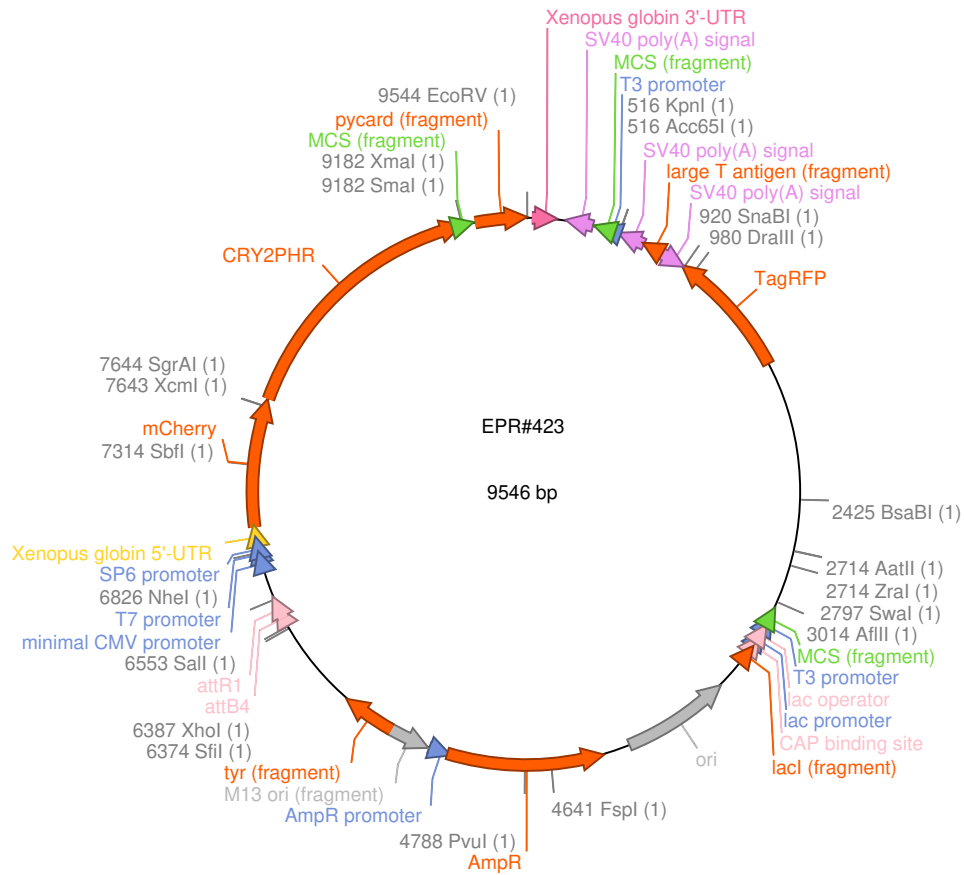 Xenopus globin 3'-UTR
SV40 poly(A) signal
MCS (fragment)
T3 promoter
9544 EcoRV (1)
516 KpnI (1)
pycard (fragment)
516 Acc65I (1)
MCS (fragment)
SV40 poly(A) signal
9182 XmaI (1)
large T antigen (fragment)
9182 SmaI (1)
SV40 poly(A) signal
920 SnaBI (1)
980 DraIII (1)
CRY2PHR
TagRFP
7644 SgrAI (1)
7643 XcmI (1)
mCherry
EPR#423
7314 SbfI (1)
9546 bp
2425 BsaBI (1)
Xenopus globin 5'-UTR
2714 AatII (1)
SP6 promoter
2714 ZraI (1)
6826 NheI (1)
2797 SwaI (1)
T7 promoter
3014 AflIII (1)
minimal CMV promoter
MCS (fragment)
6553 SalI (1)
T3 promoter
attR1
lac operator
attB4
lac promoter
6387 XhoI (1)
CAP binding site
6374 SfiI (1)
ori
lacI (fragment)
tyr (fragment)
M13 ori (fragment)
AmpR promoter
4641 FspI (1)
4788 PvuI (1)
AmpR